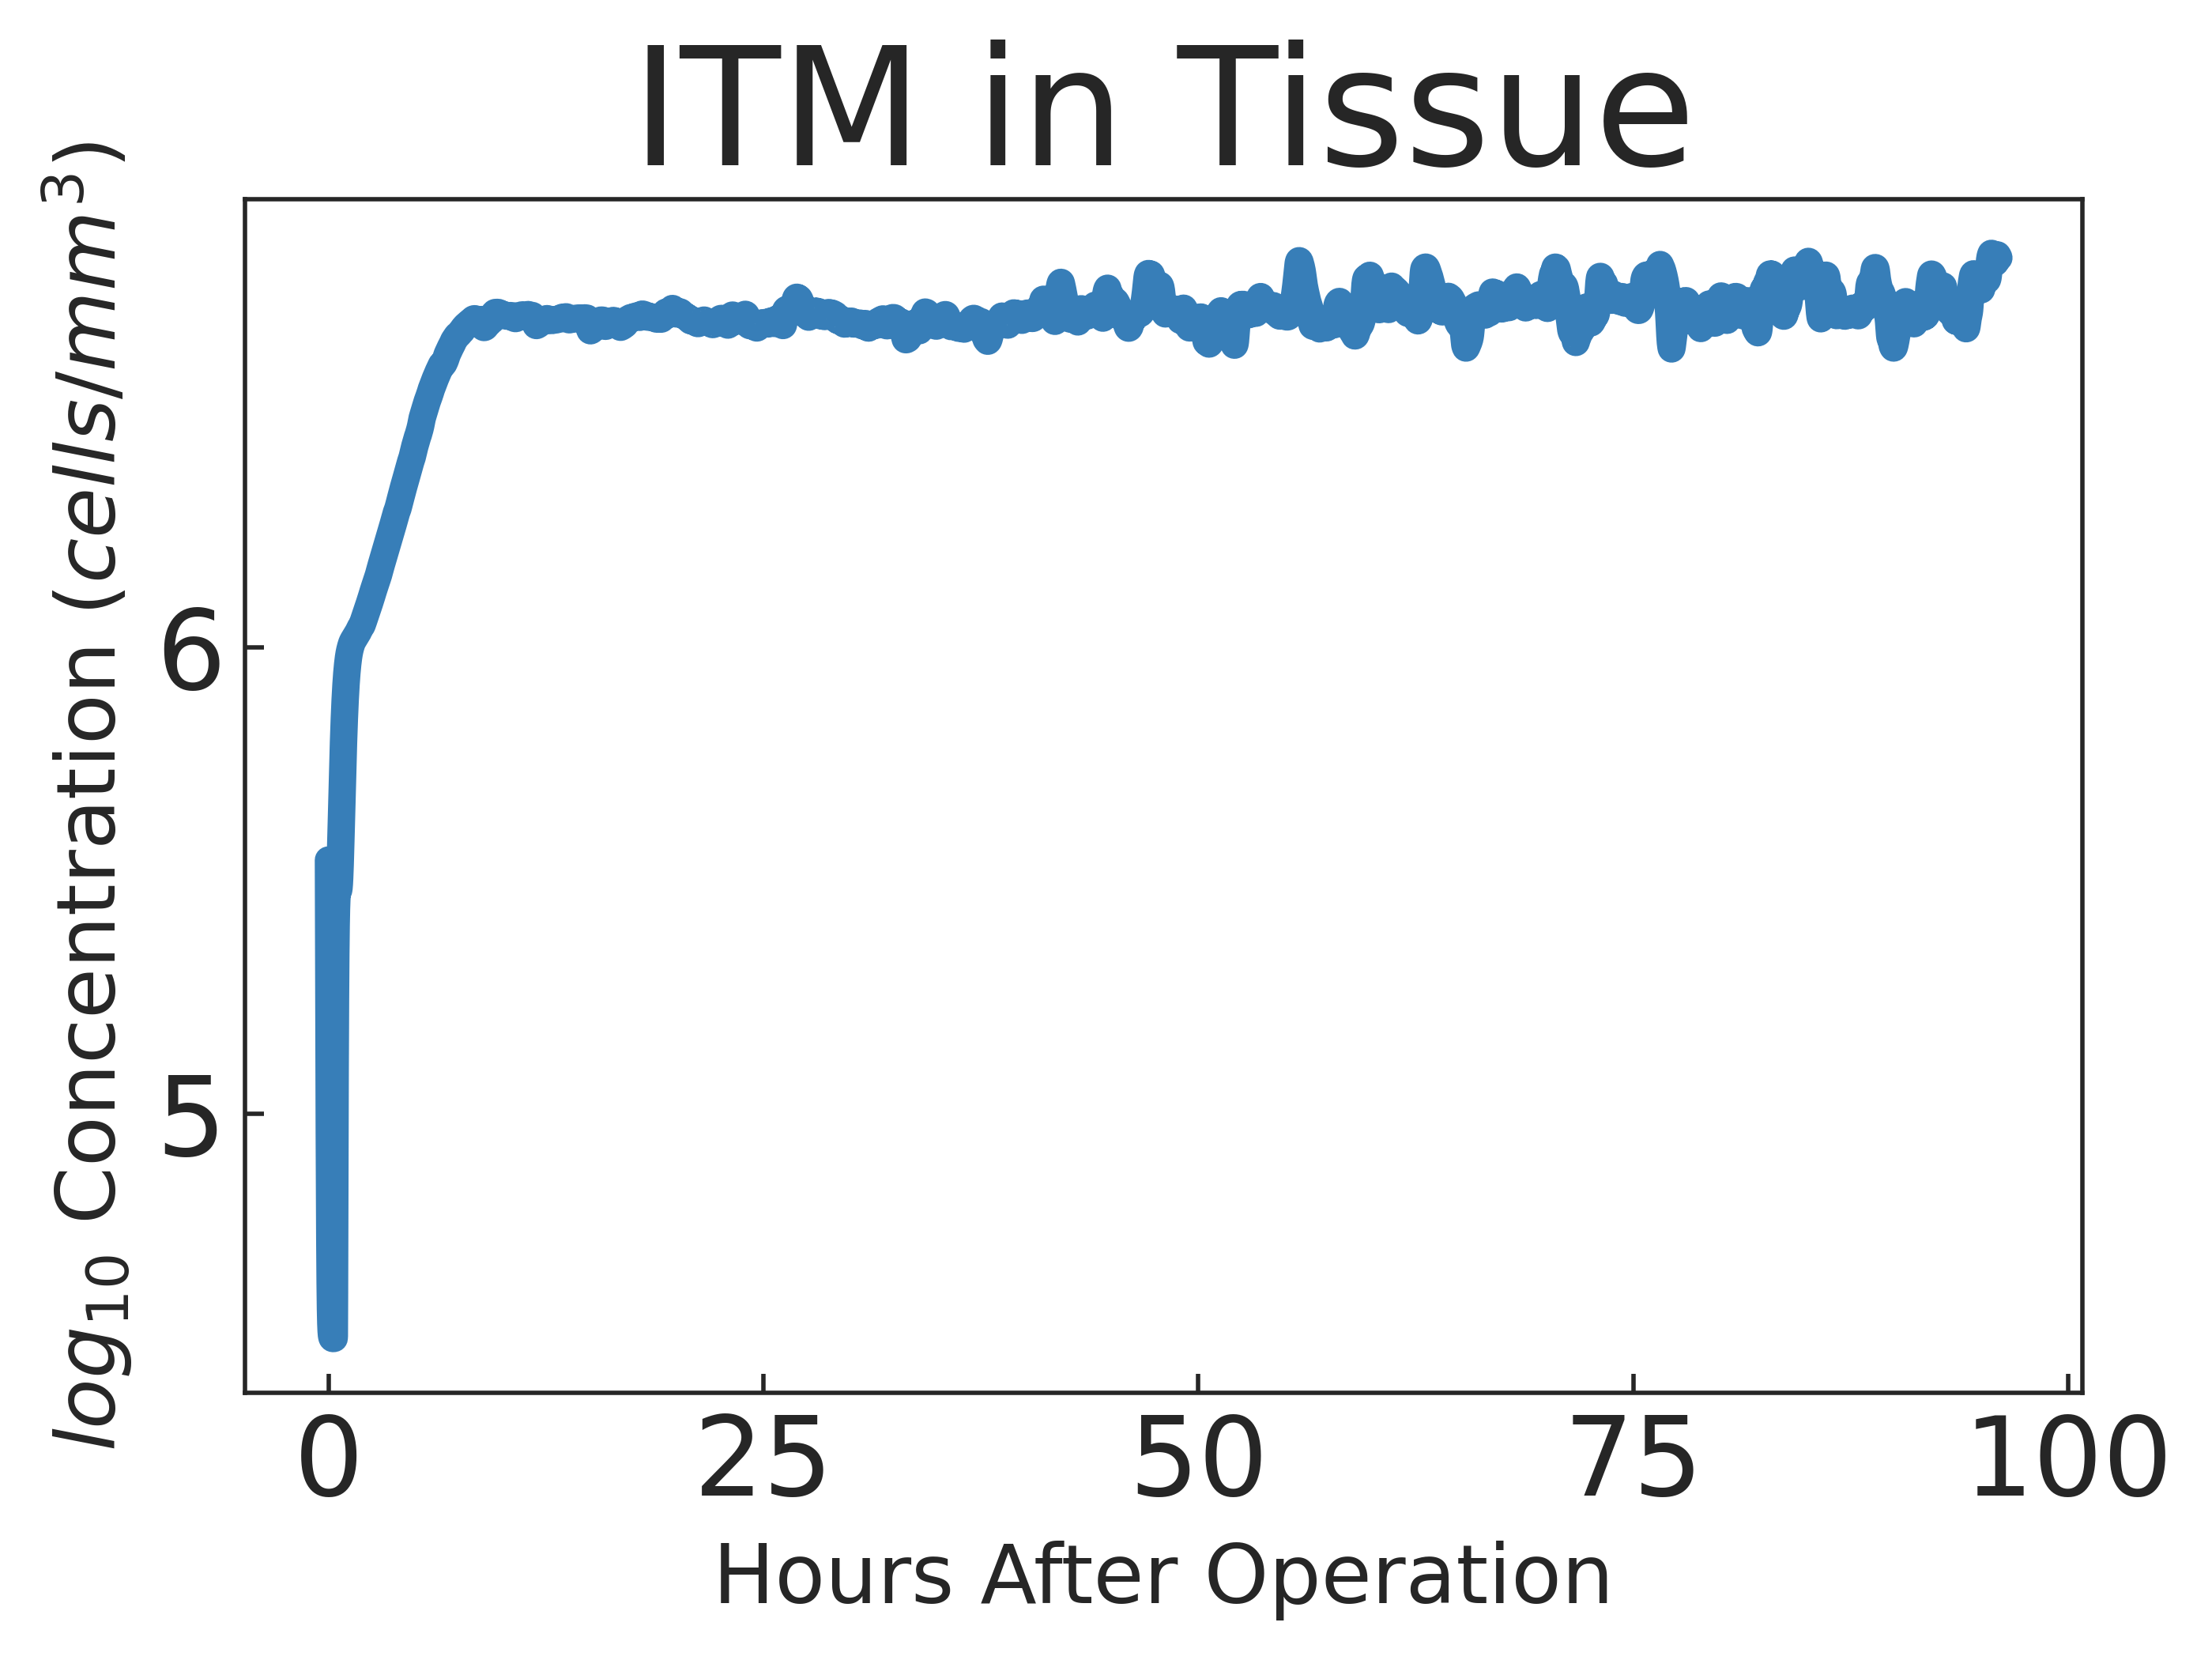 ITM in Tissue
log₁₀ Concentration (cells/mm³)
6
5
0 25 50 75 100
Hours After Operation